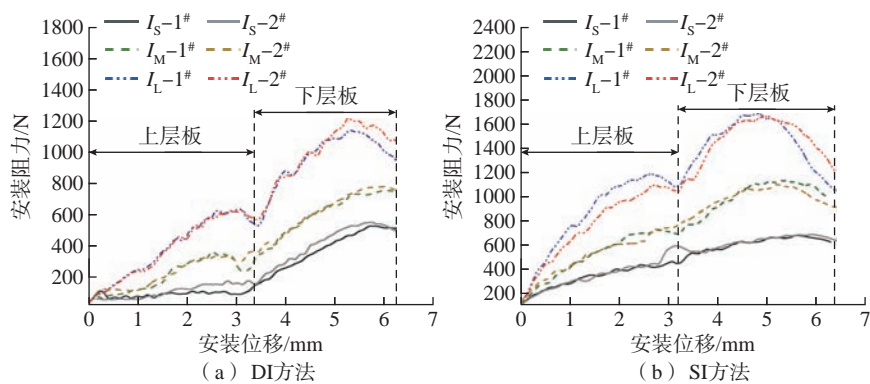 I_S-1# I_S-2#
I_M-1# I_M-2#
I_L-1# I_L-2#
下层板
上层板
1800
1600
1400
1200
1000
800
600
400
200
安装阻力/N
0 1 2 3 4 5 6 7
安装位移/mm
(a) DI方法
I_S-1# I_S-2#
I_M-1# I_M-2#
I_L-1# I_L-2#
下层板
上层板
2400
2200
2000
1800
1600
1400
1200
1000
800
600
400
200
安装阻力/N
0 1 2 3 4 5 6 7
安装位移/mm
(b) SI方法